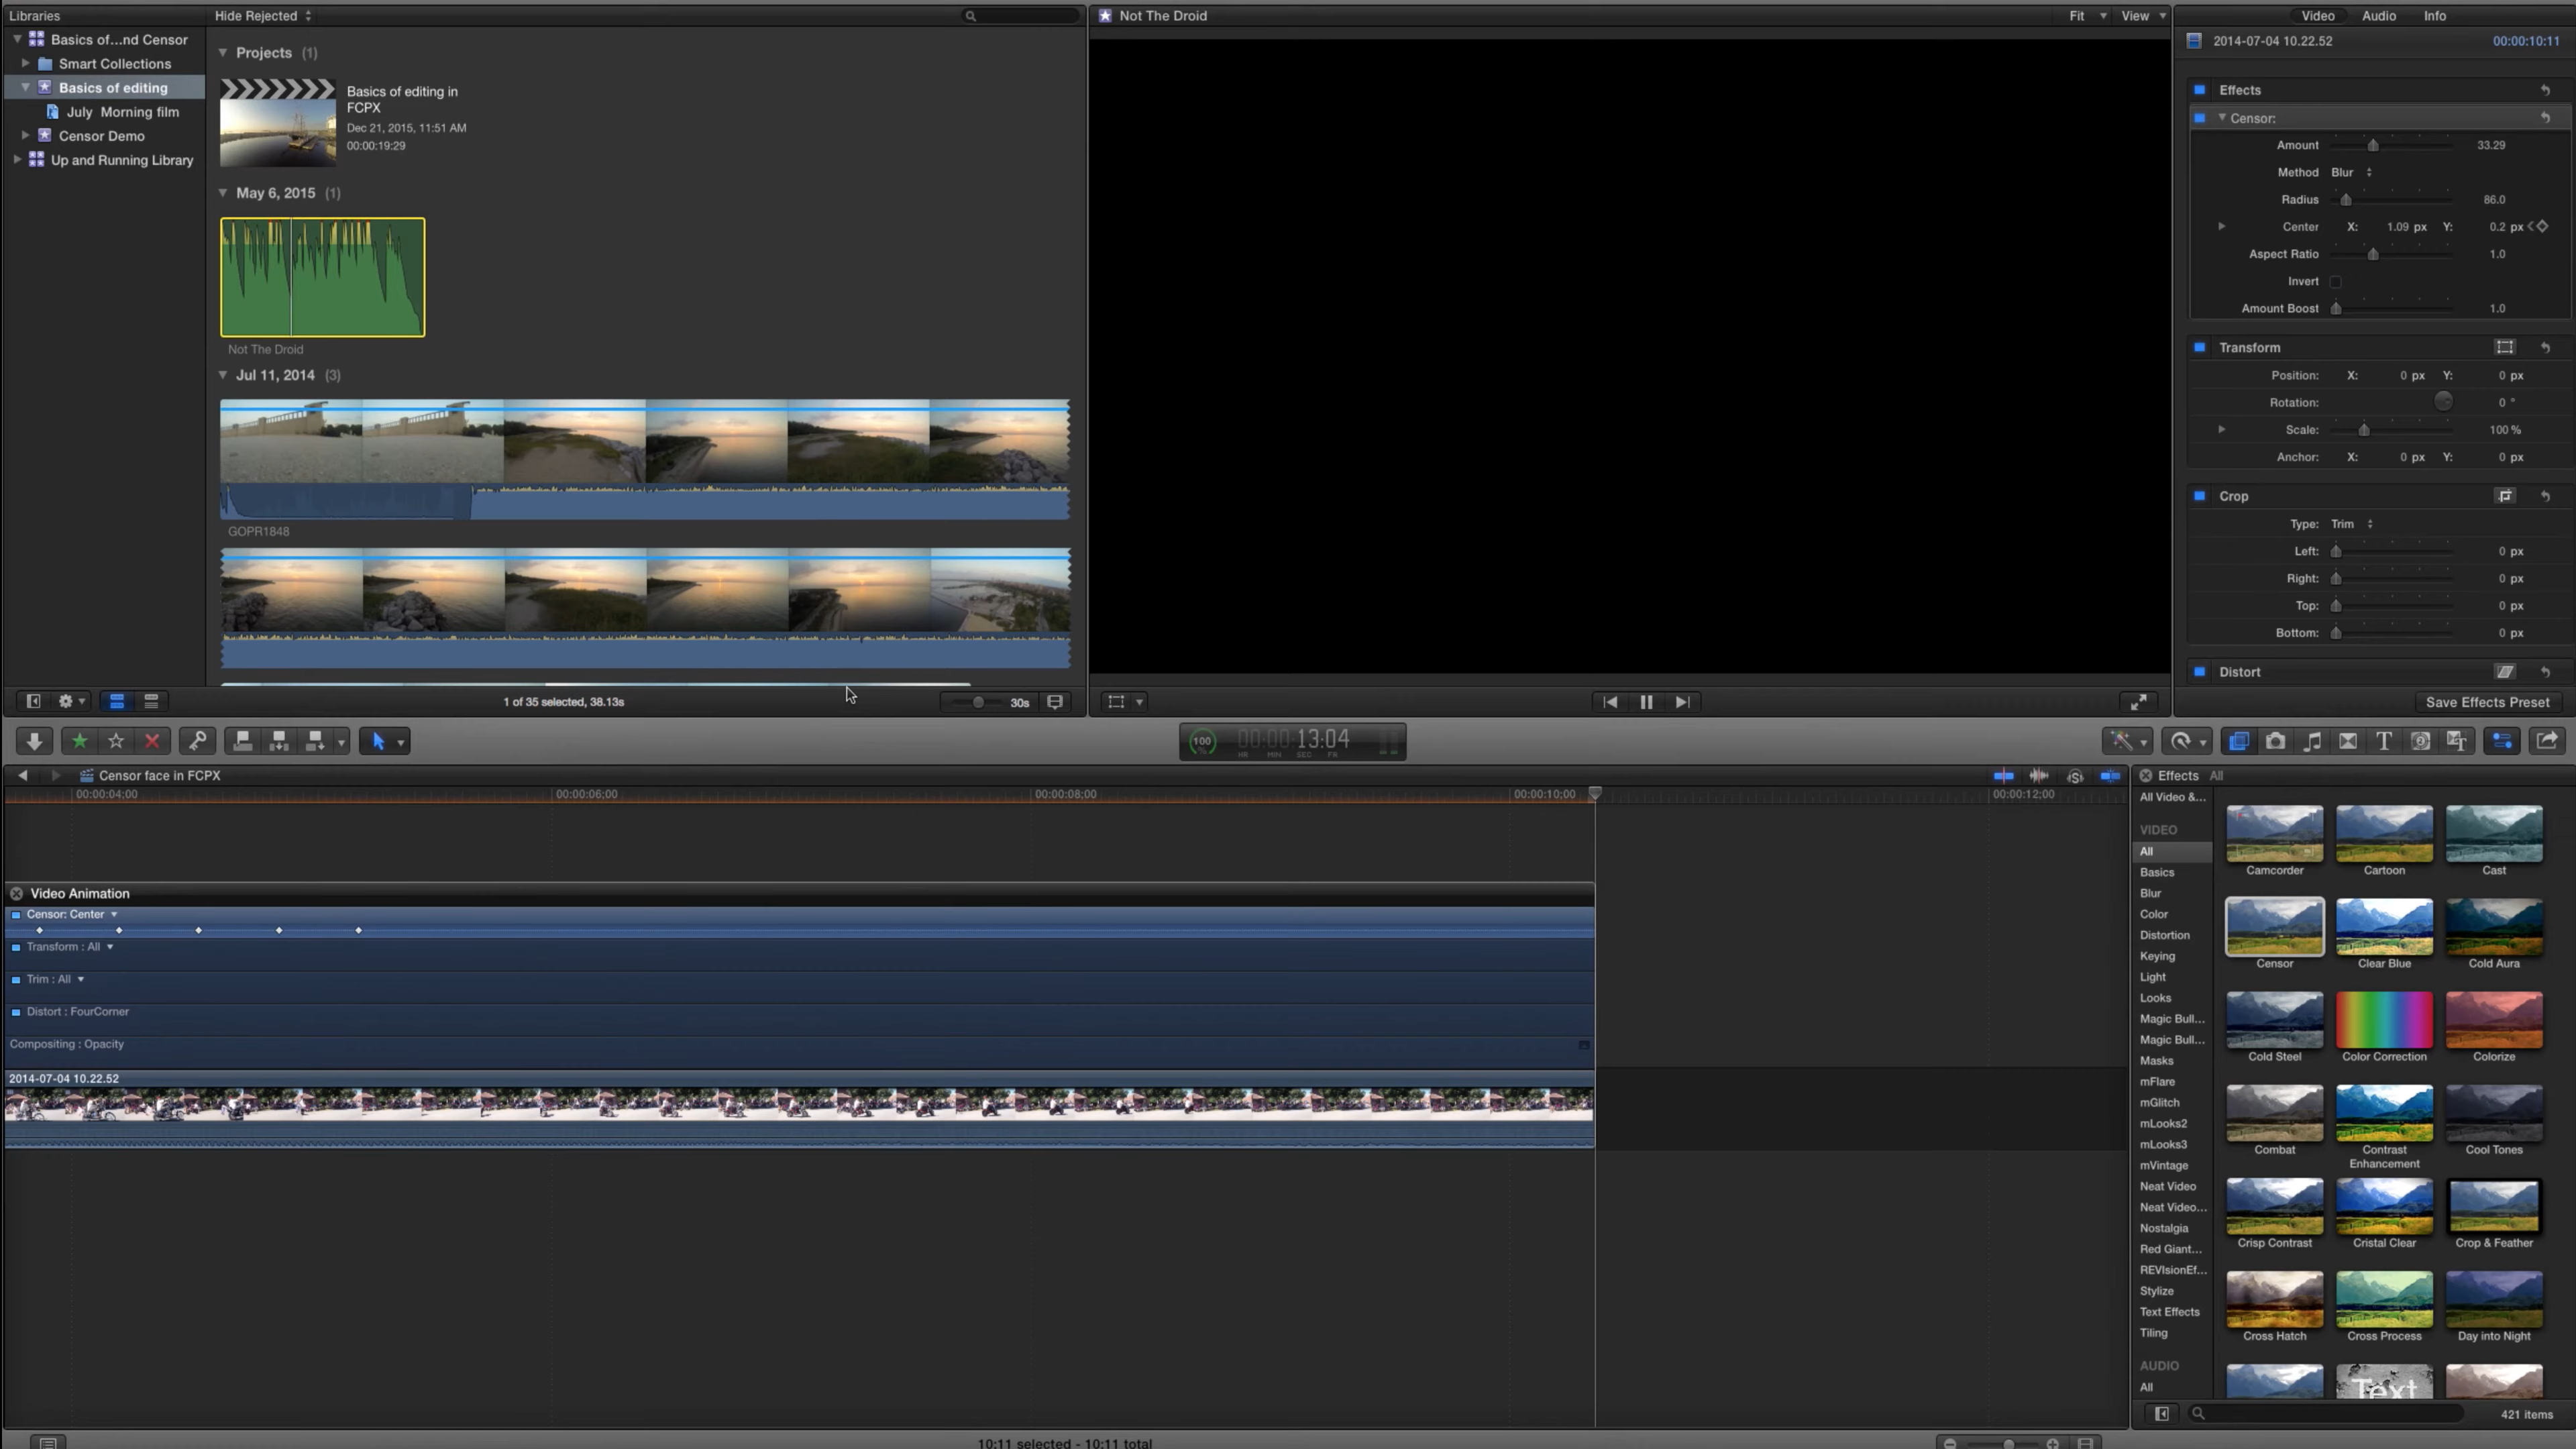 Libraries
Hide Rejected
Basics of...nd Censor
Smart Collections
Basics of editing
July Morning film
Censor Demo
Up and Running Library
Projects (1)
Basics of editing in
FCPX
Dec 21, 2015, 11:51 AM
00:00:19:29
May 6, 2015 (1)
Not The Droid
Jul 11, 2014 (3)
GOPR1848
1 of 35 selected, 38.13s
30s
Not The Droid
Fit
View
Video Audio Info
2014-07-04 10.22.52 00:00:10:11
Effects
Censor:
Amount 33.29
Method Blur
Radius 86.0
Center X: 1.09 px Y: 0.2 px
Aspect Ratio 1.0
Invert
Amount Boost 1.0
Transform
Position: X: 0 px Y: 0 px
Rotation: 0 °
Scale: 100 %
Anchor: X: 0 px Y: 0 px
Crop
Type: Trim
Left: 0 px
Right: 0 px
Top: 0 px
Bottom: 0 px
Distort
Save Effects Preset
100
00:00:13:04
HR MIN SEC FR
Censor face in FCPX
00:00:04:00
00:00:06:00
00:00:08:00
00:00:10:00
00:00:12:00
Video Animation
Censor: Center
Transform : All
Trim : All
Distort : FourCorner
Compositing : Opacity
2014-07-04 10.22.52
10:11 selected - 10:11 total
Effects All
All Video &...
VIDEO
All
Basics
Blur
Color
Distortion
Keying
Light
Looks
Magic Bull...
Magic Bull...
Masks
mFlare
mGlitch
mLooks2
mLooks3
mVintage
Neat Video
Neat Video...
Nostalgia
Red Giant...
REVisionEf...
Stylize
Text Effects
Tiling
AUDIO
All
Camcorder
Cartoon
Cast
Censor
Clear Blue
Cold Aura
Cold Steel
Color Correction
Colorize
Combat
Contrast
Enhancement
Cool Tones
Crisp Contrast
Cristal Clear
Crop & Feather
Cross Hatch
Cross Process
Day into Night
Text
421 items